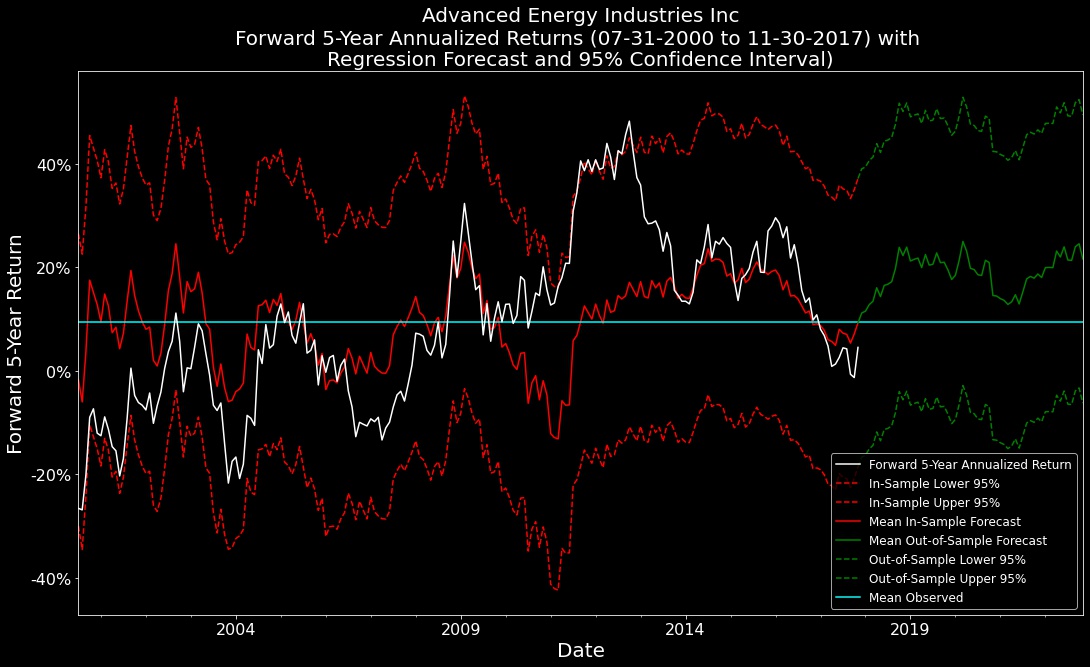 Advanced Energy Industries Inc
Forward 5-Year Annualized Returns (07-31-2000 to 11-30-2017) with
Regression Forecast and 95% Confidence Interval)
Forward 5-Year Return
40%
20%
0%
-20%
-40%
2004
2009
2014
2019
Date
Forward 5-Year Annualized Return
In-Sample Lower 95%
In-Sample Upper 95%
Mean In-Sample Forecast
Mean Out-of-Sample Forecast
Out-of-Sample Lower 95%
Out-of-Sample Upper 95%
Mean Observed